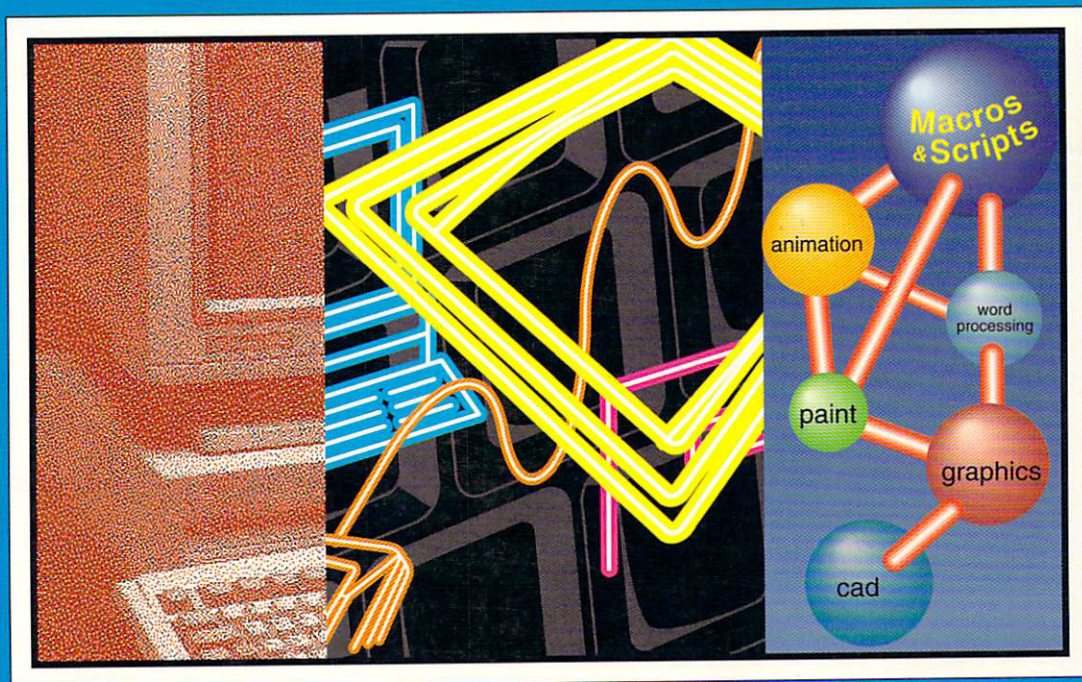 Macros
&Scripts
animation
word
processing
paint
graphics
cad